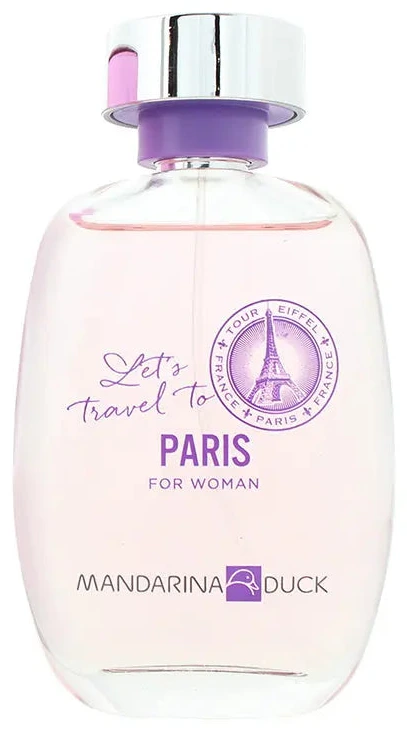 Let's
travel to
TOUR EIFFEL
FRANCE + PARIS + FRANCE
PARIS
FOR WOMAN
MANDARINA DUCK